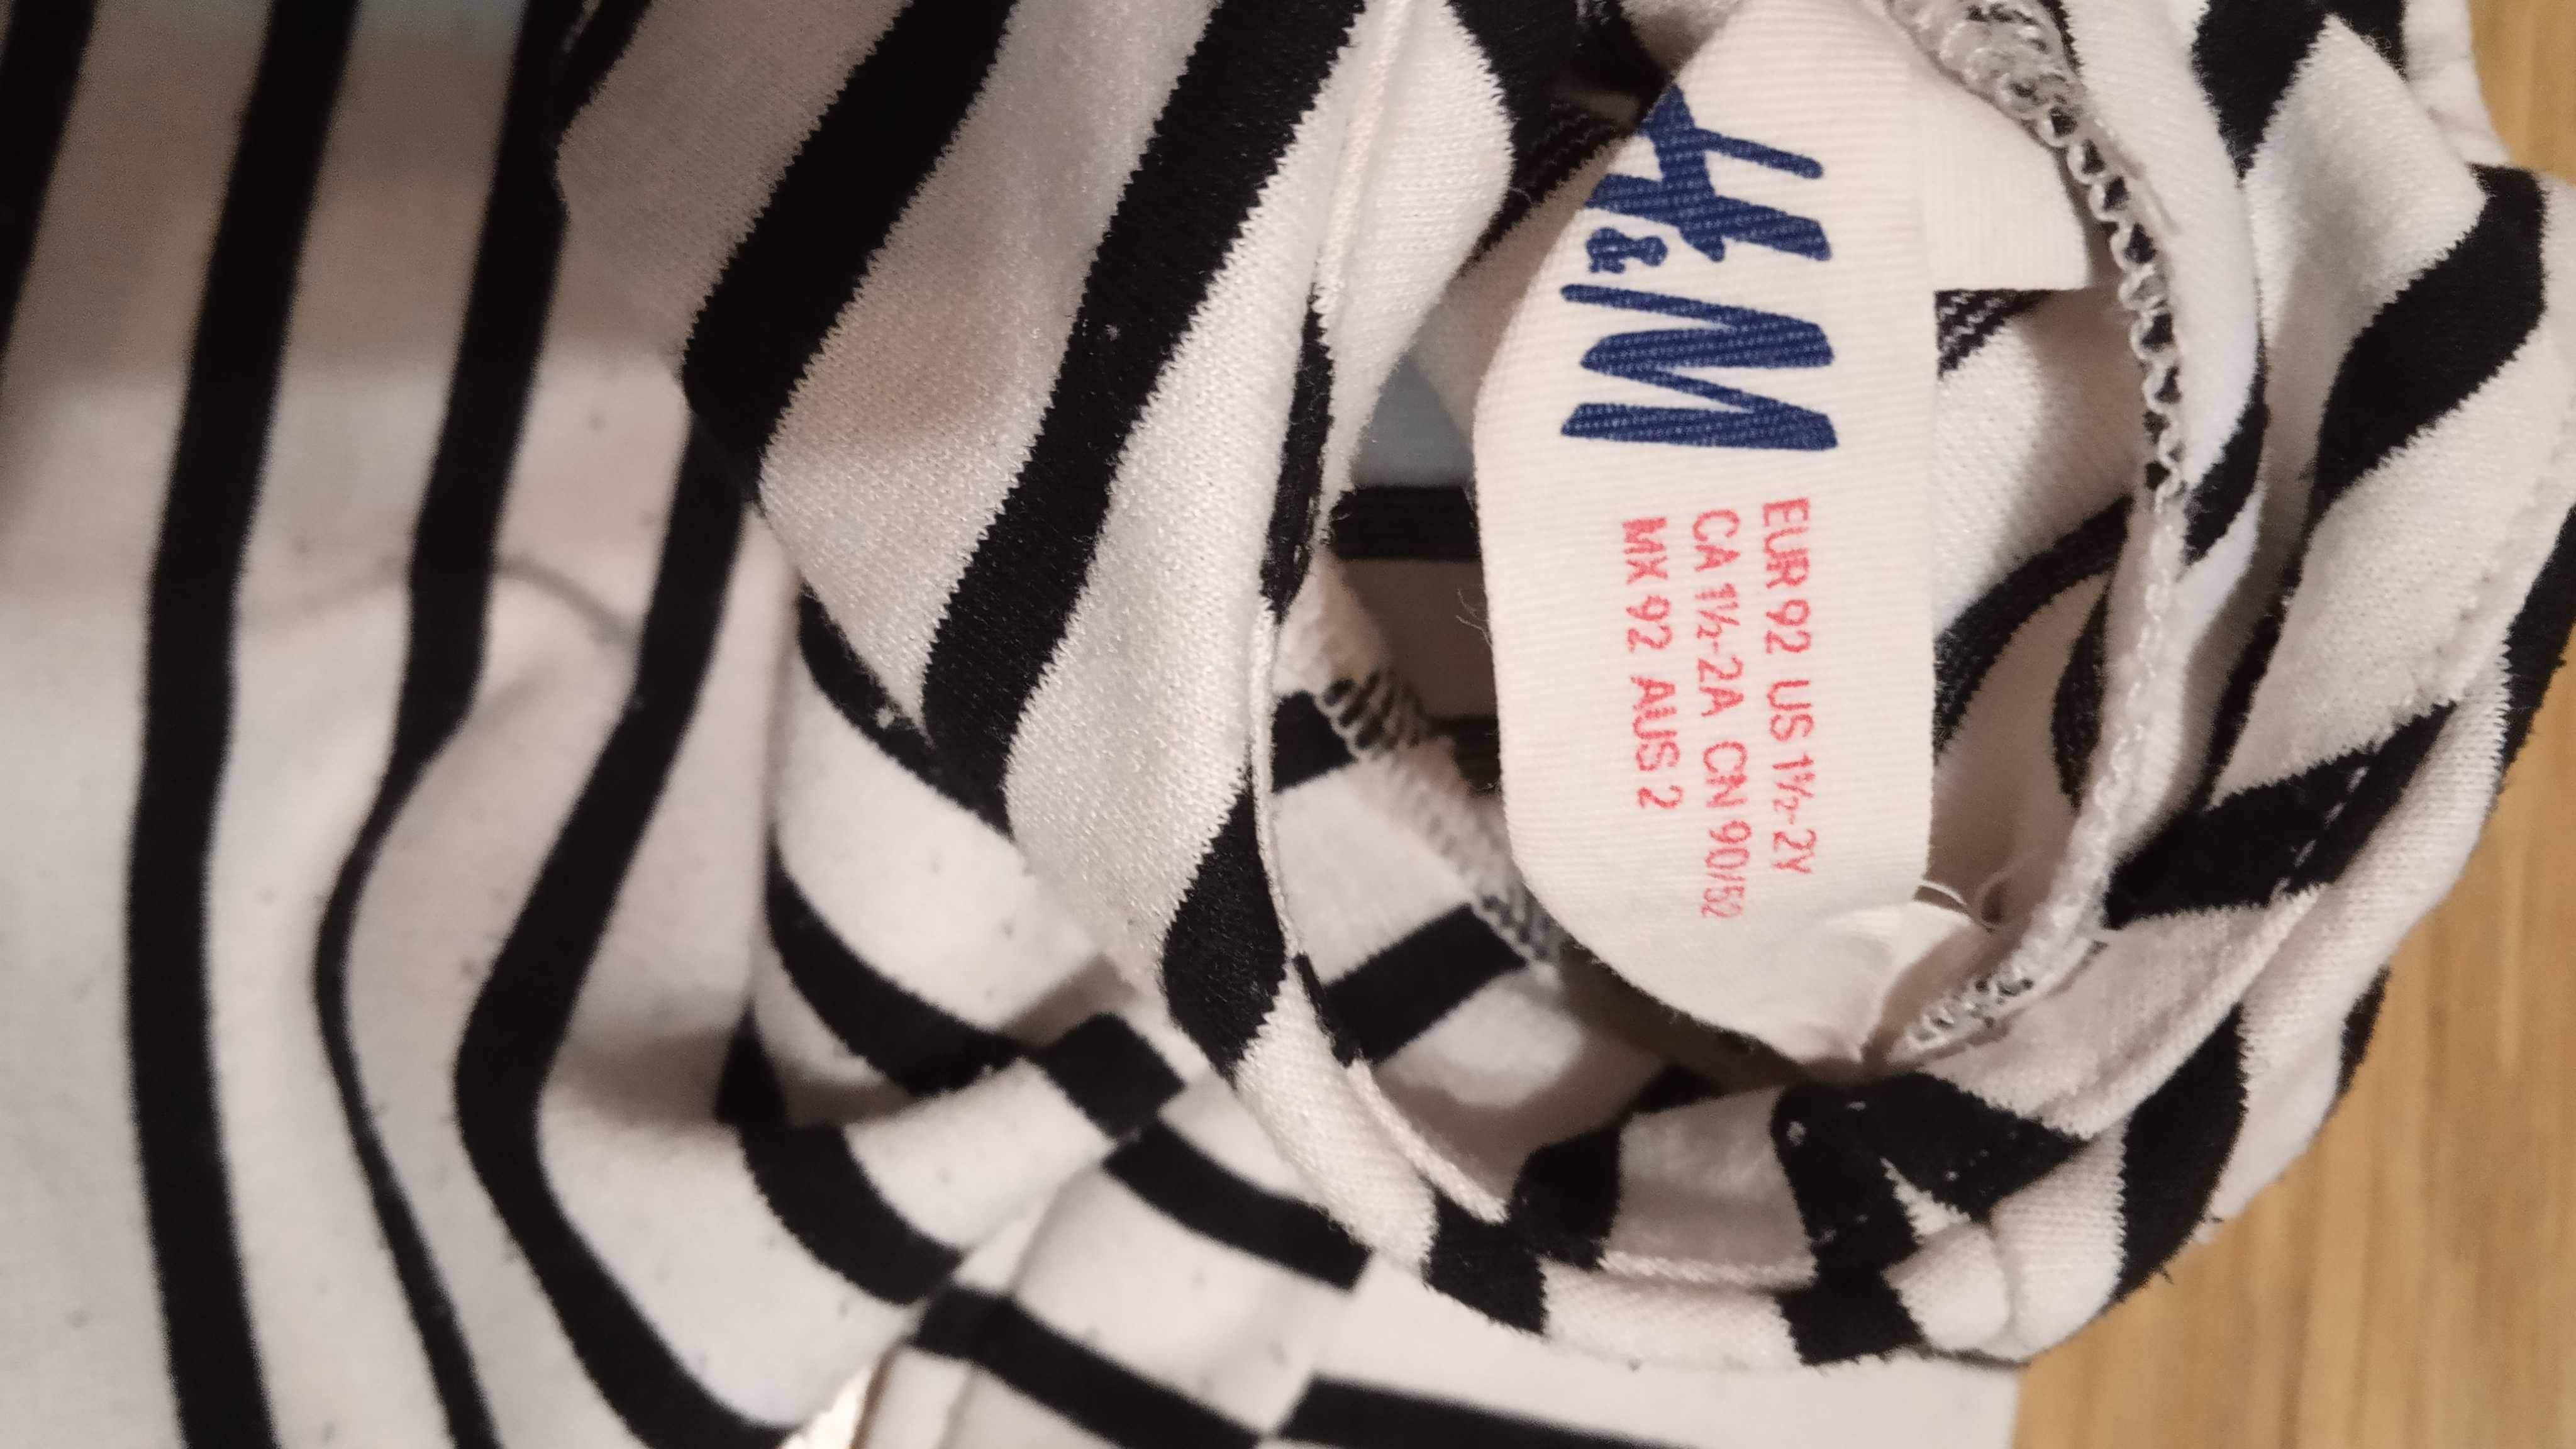 H&M
EUR 92 US 1½-2Y
CA 1½-2A CN 90/52
MX 92 AUS 2